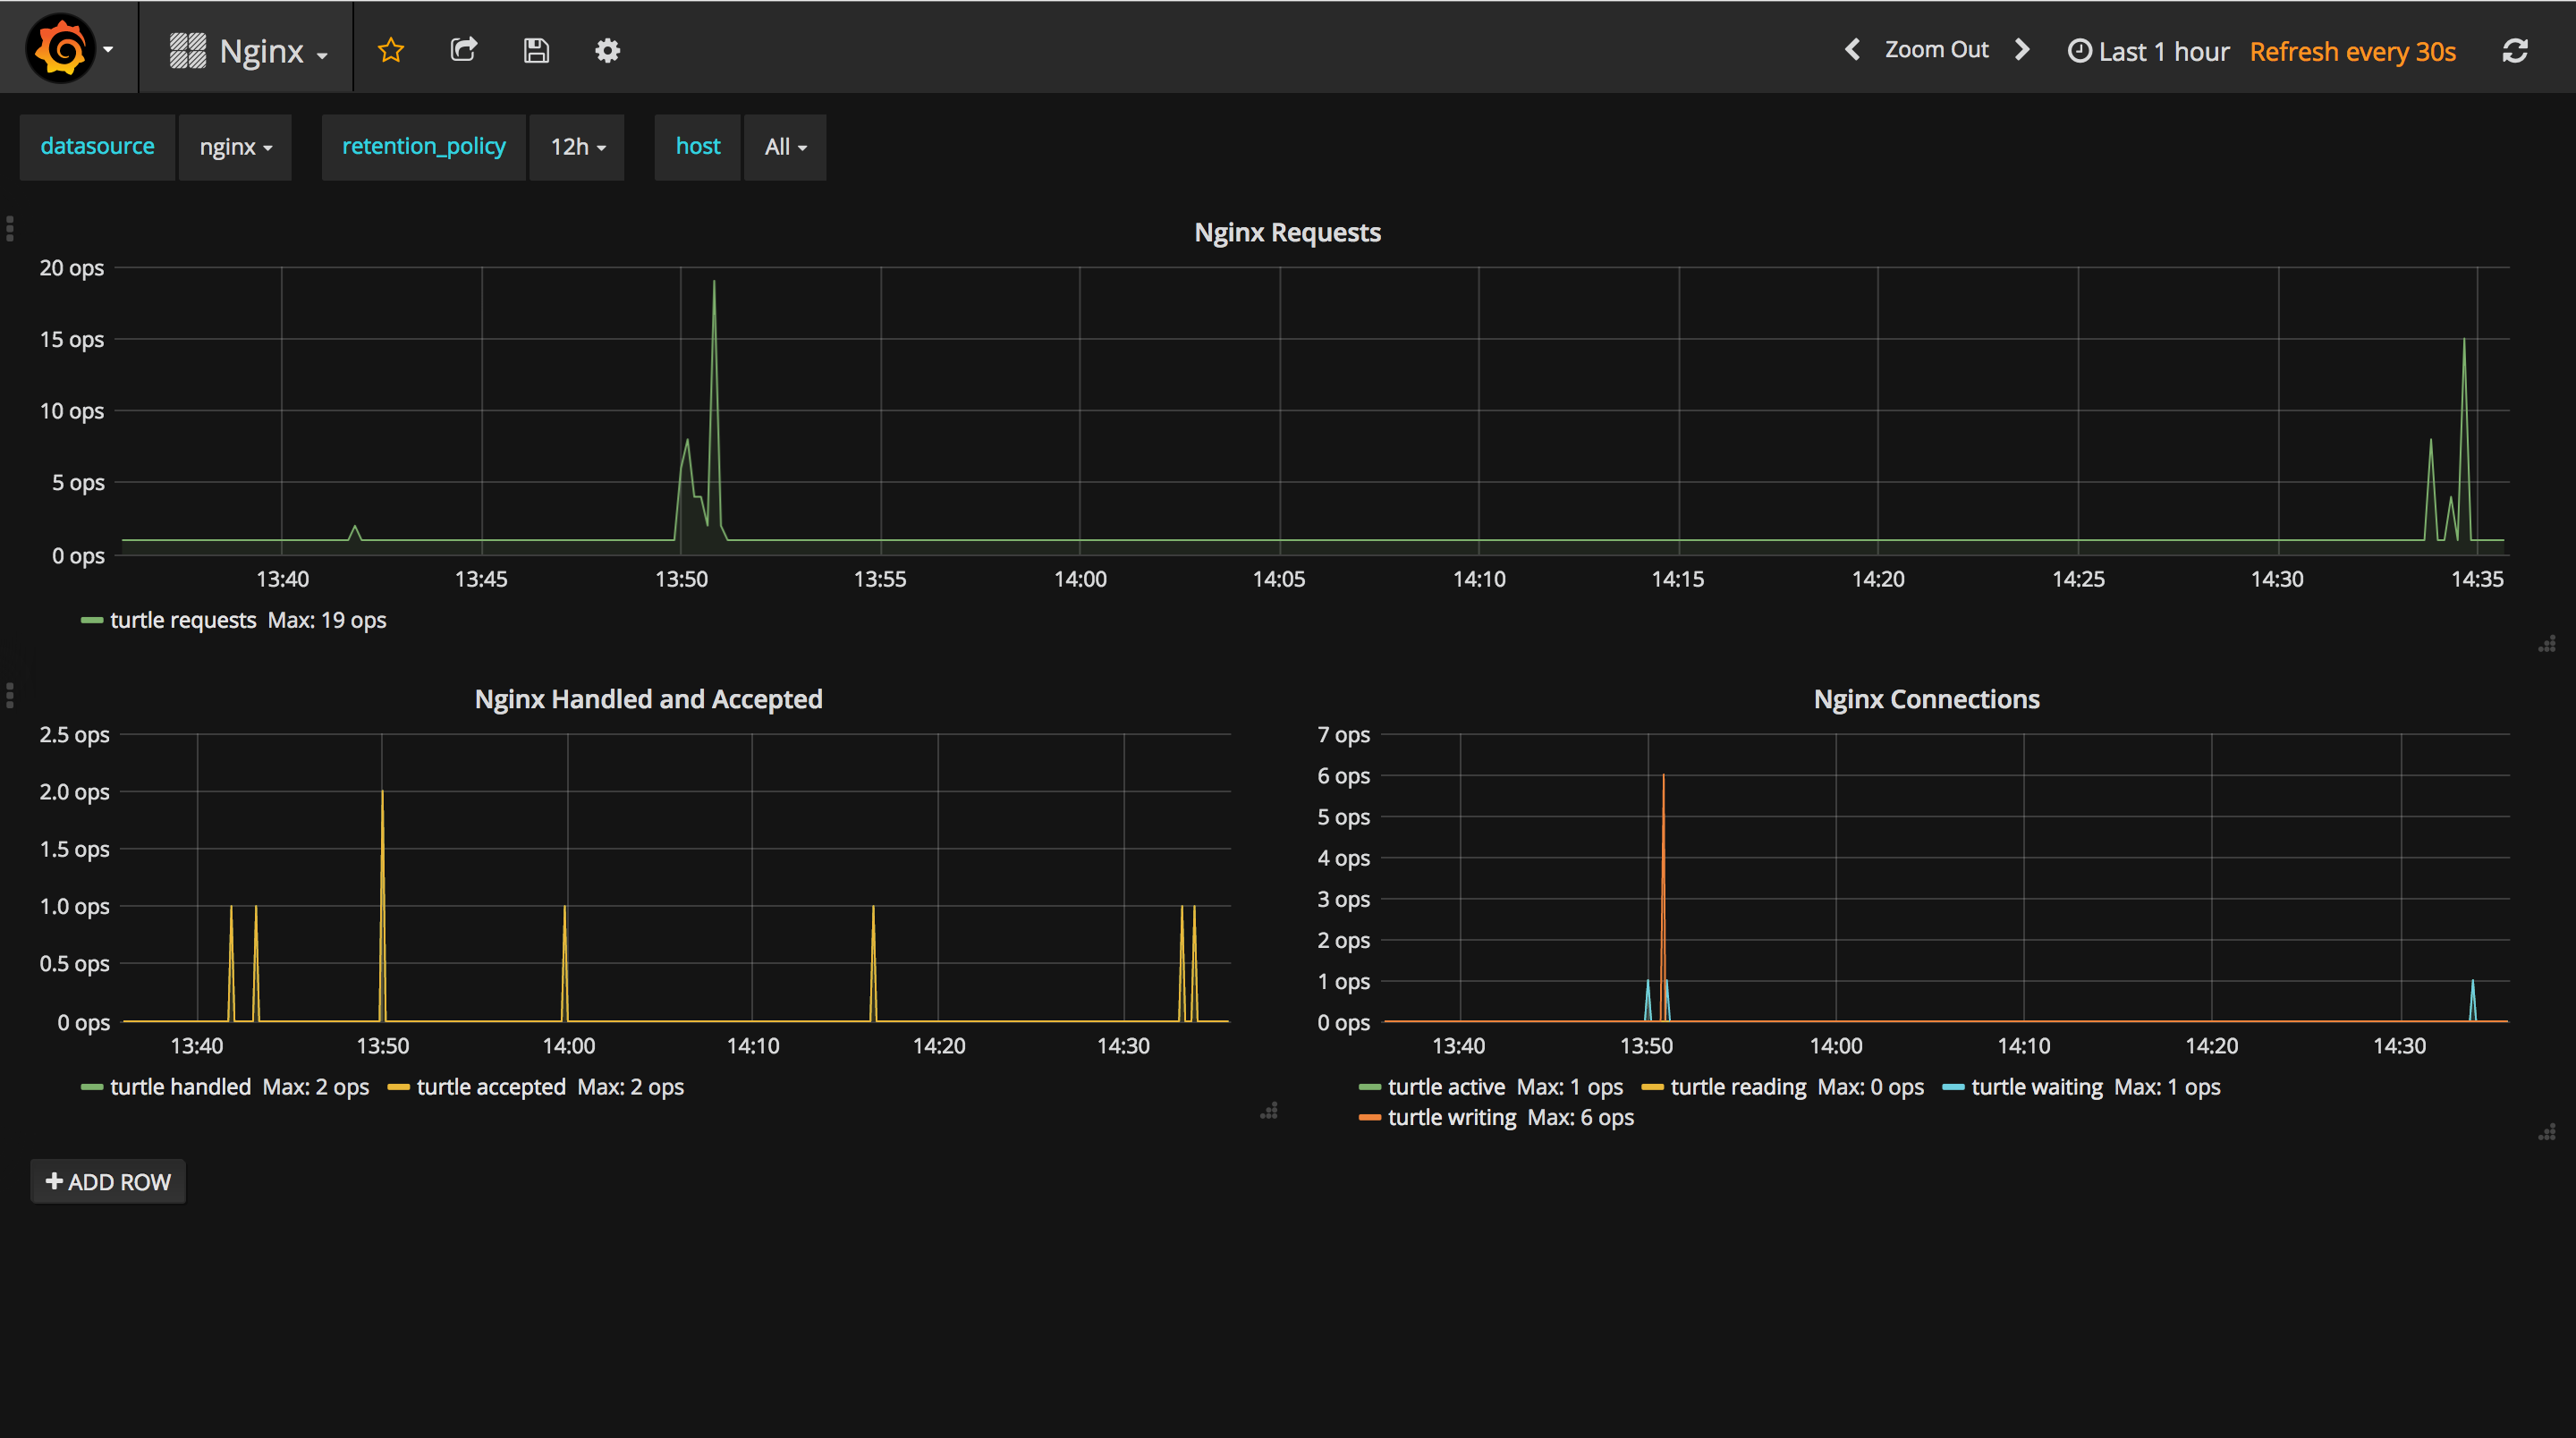 Nginx Zoom Out Last 1 hour Refresh every 30s
datasource nginx retention_policy 12h host All
Nginx Requests
20 ops
15 ops
10 ops
5 ops
0 ops
13:40 13:45 13:50 13:55 14:00 14:05 14:10 14:15 14:20 14:25 14:30 14:35
turtle requests Max: 19 ops
Nginx Handled and Accepted
2.5 ops
2.0 ops
1.5 ops
1.0 ops
0.5 ops
0 ops
13:40 13:50 14:00 14:10 14:20 14:30
turtle handled Max: 2 ops turtle accepted Max: 2 ops
Nginx Connections
7 ops
6 ops
5 ops
4 ops
3 ops
2 ops
1 ops
0 ops
13:40 13:50 14:00 14:10 14:20 14:30
turtle active Max: 1 ops turtle reading Max: 0 ops turtle waiting Max: 1 ops
turtle writing Max: 6 ops
+ ADD ROW